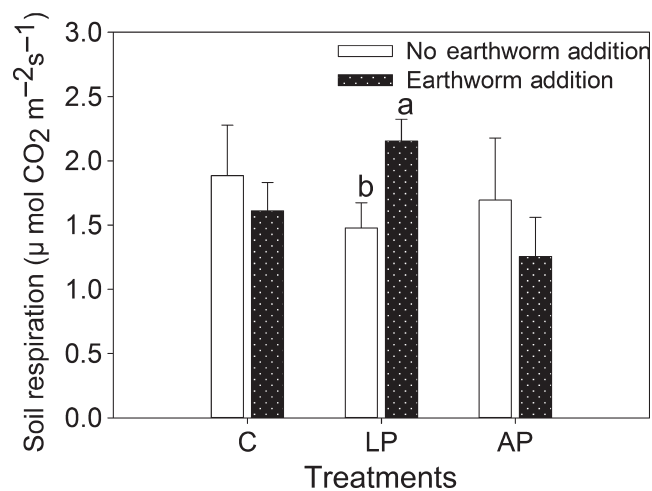 Soil respiration (μ mol CO2 m−2s−1)
3.0
2.5
2.0
1.5
1.0
0.5
0.0
No earthworm addition
Earthworm addition
b
a
C LP AP
Treatments